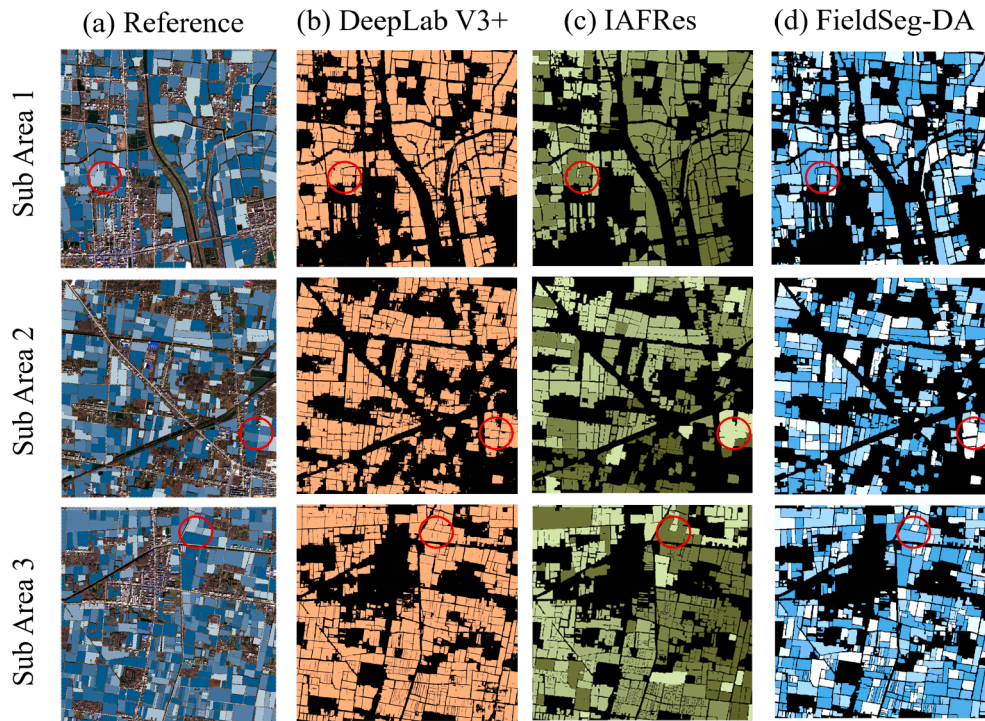 (a) Reference
(b) DeepLab V3+
(c) IAFRes
(d) FieldSeg-DA
Sub Area 1
Sub Area 2
Sub Area 3